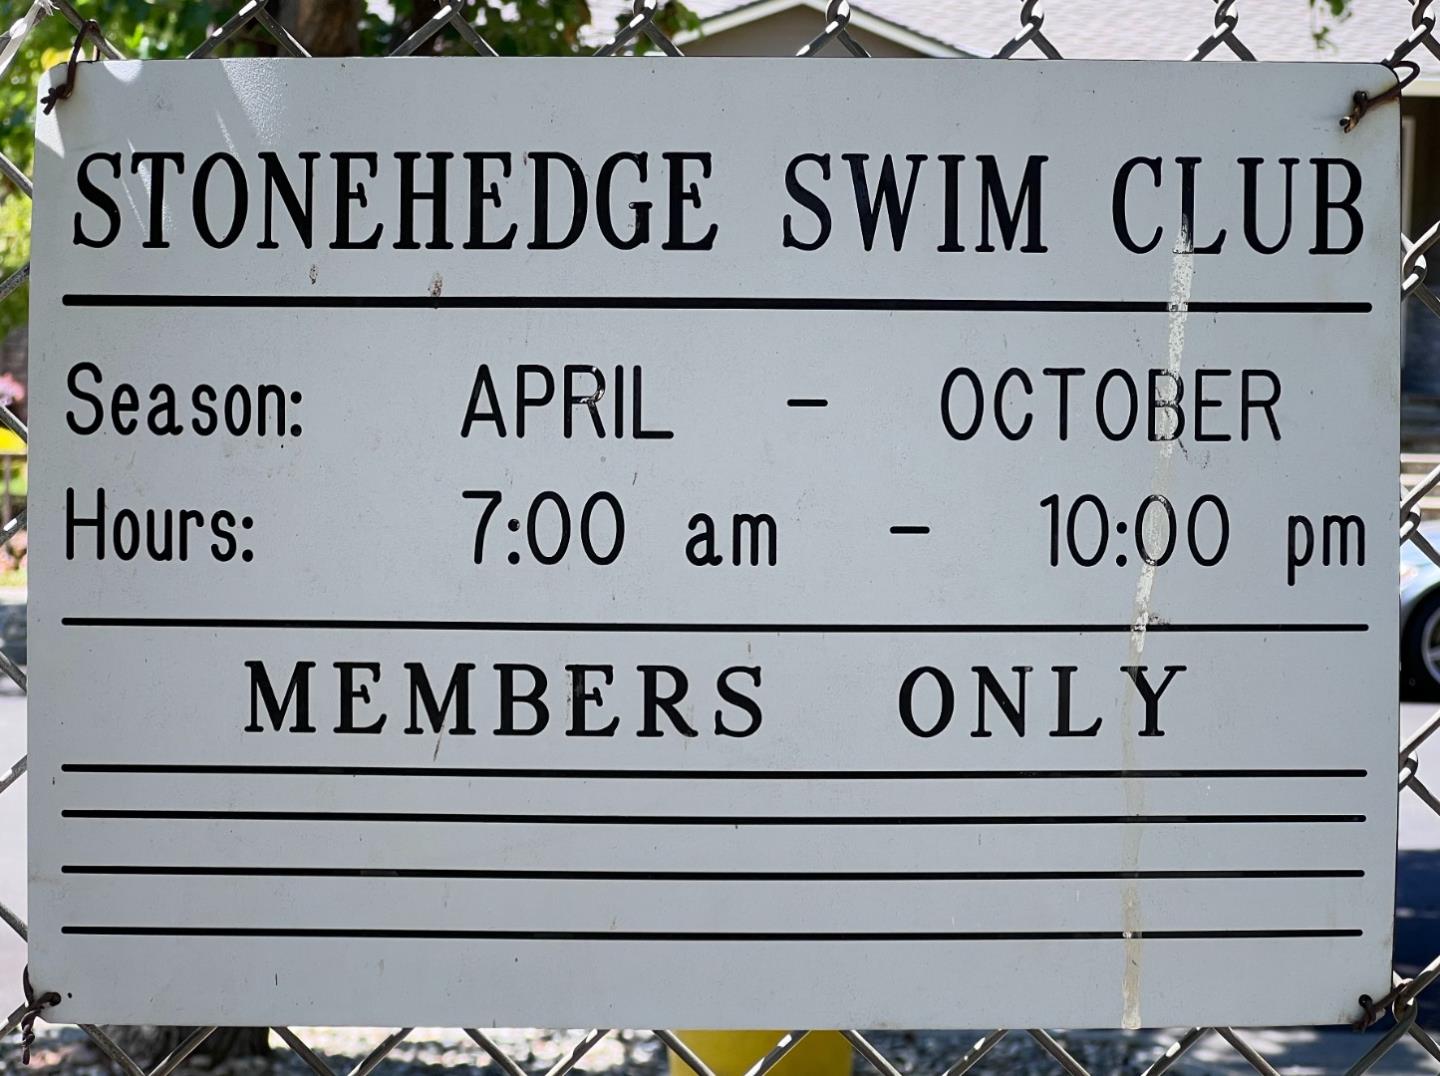 STONEHEDGE SWIM CLUB
Season: APRIL - OCTOBER
Hours: 7:00 am - 10:00 pm
MEMBERS ONLY